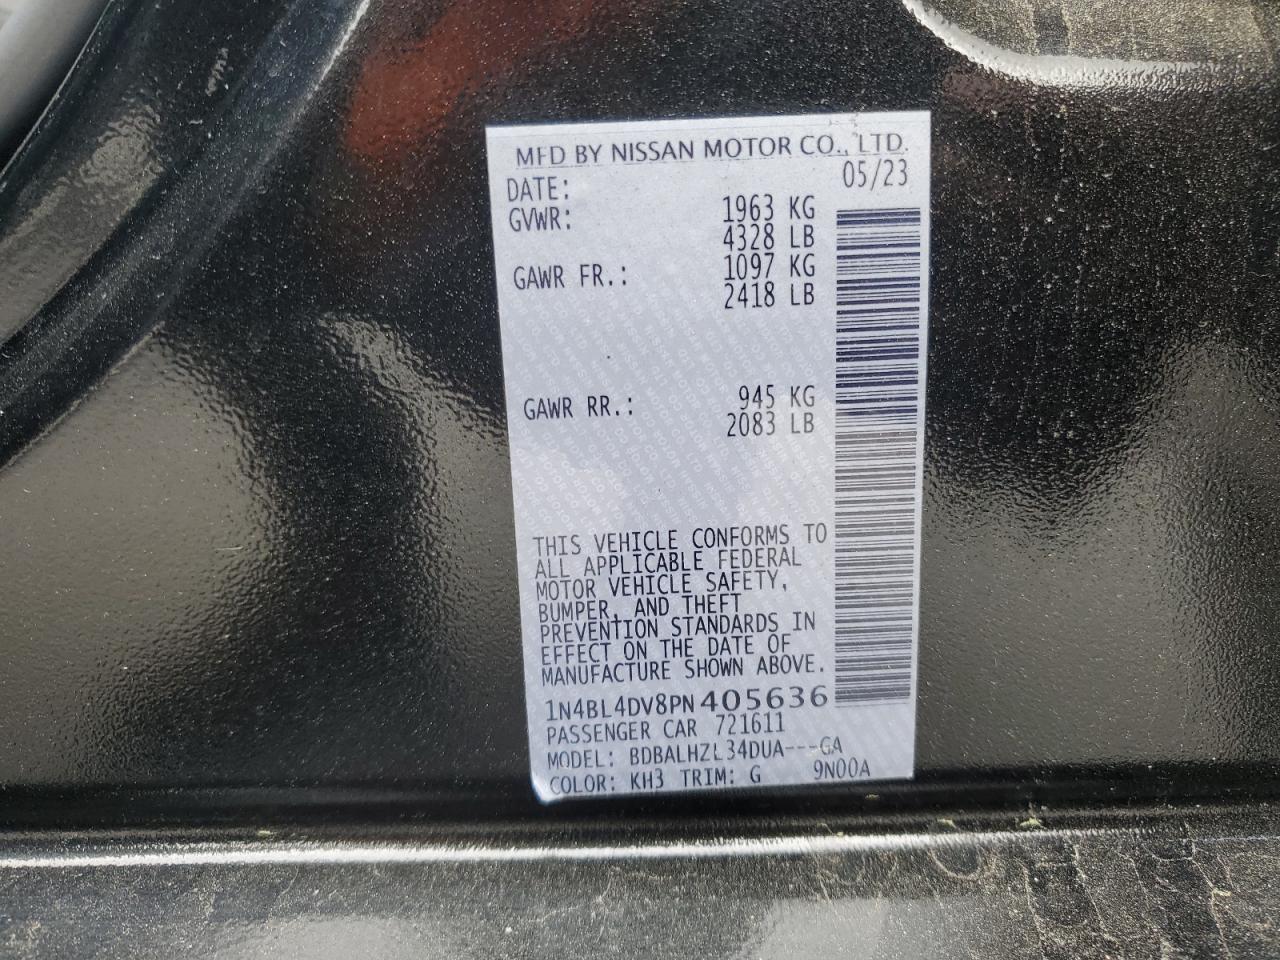 MFD BY NISSAN MOTOR CO., LTD.
DATE: 05/23
GVWR: 1963 KG
4328 LB
GAWR FR.: 1097 KG
2418 LB
GAWR RR.: 945 KG
2083 LB
THIS VEHICLE CONFORMS TO
ALL APPLICABLE FEDERAL
MOTOR VEHICLE SAFETY,
BUMPER, AND THEFT
PREVENTION STANDARDS IN
EFFECT ON THE DATE OF
MANUFACTURE SHOWN ABOVE.
1N4BL4DV8PN405636
PASSENGER CAR 721611
MODEL: BDBALHZL34DUA---GA
COLOR: KH3 TRIM: G 9N00A